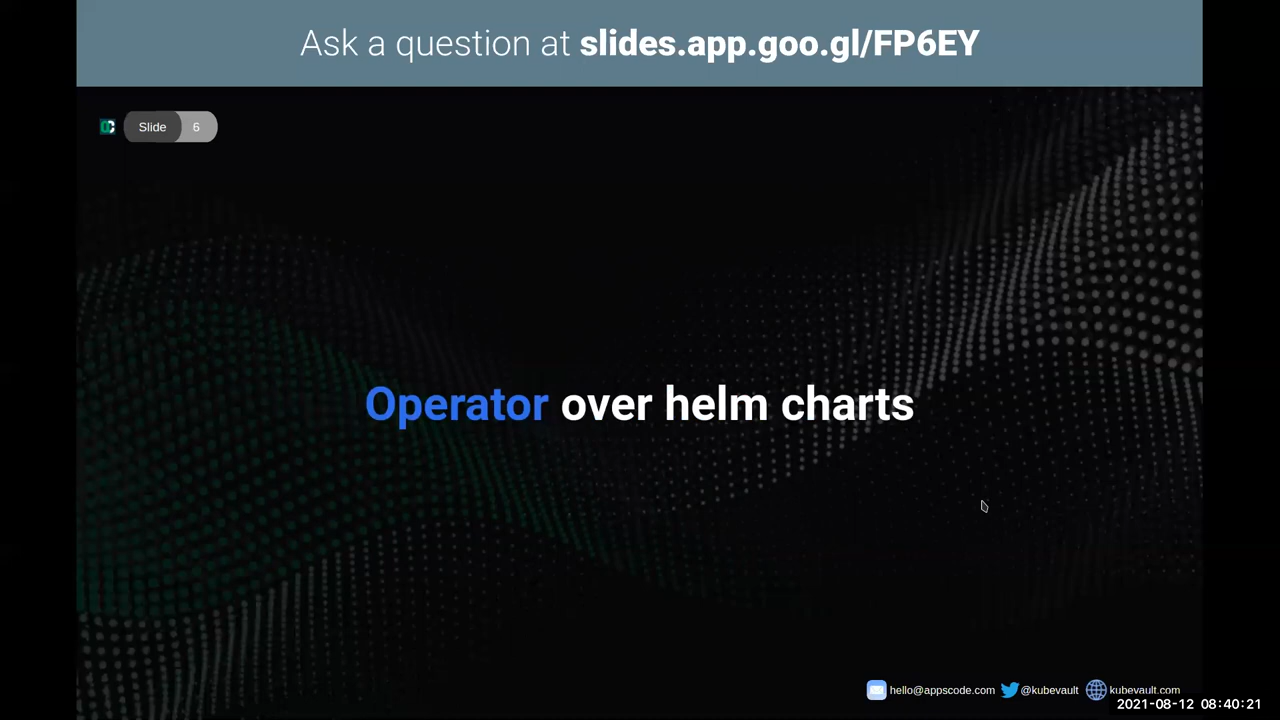 Ask a question at slides.app.goo.gl/FP6EY
Slide 6
Operator over helm charts
hello@appscode.com @kubevault kubevault.com
2021-08-12 08:40:21